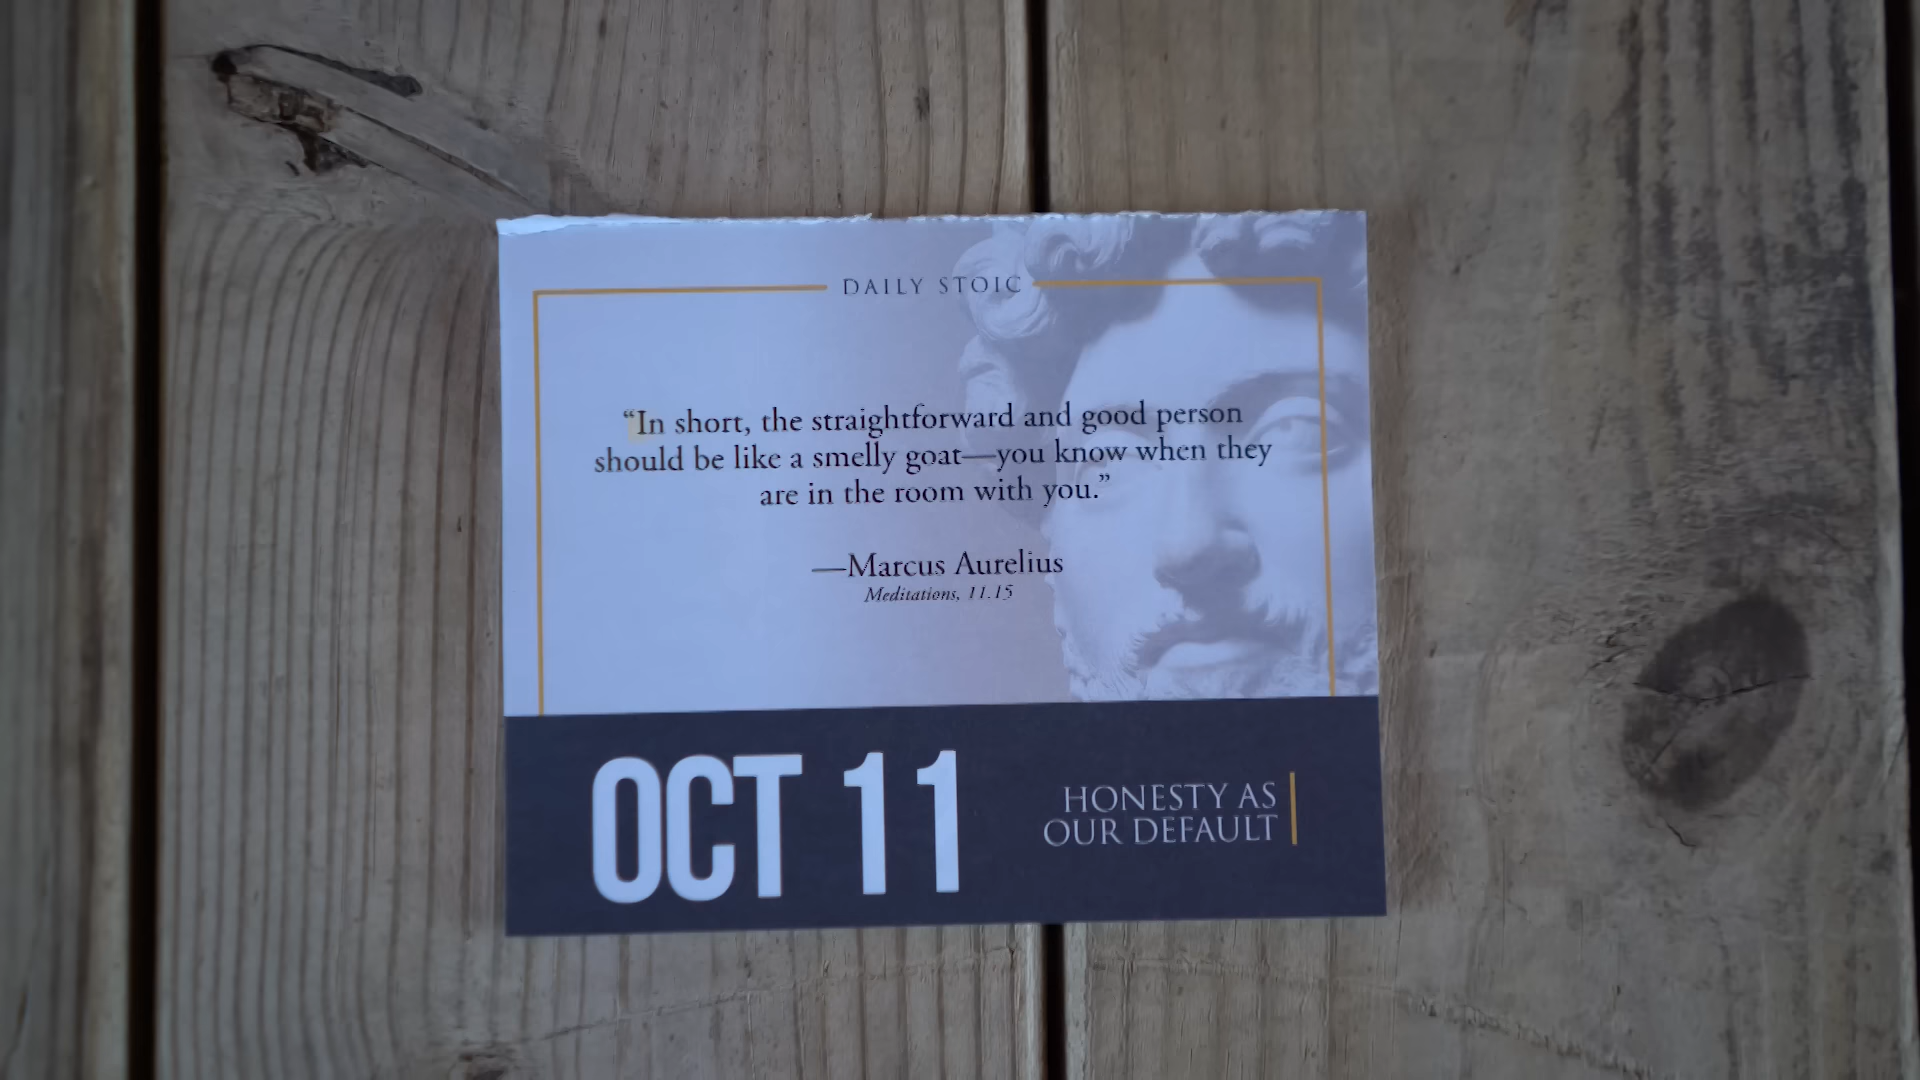 DAILY STOIC
“In short, the straightforward and good person
should be like a smelly goat—you know when they
are in the room with you.”
—Marcus Aurelius
Meditations, 11.15
OCT 11
HONESTY AS
OUR DEFAULT